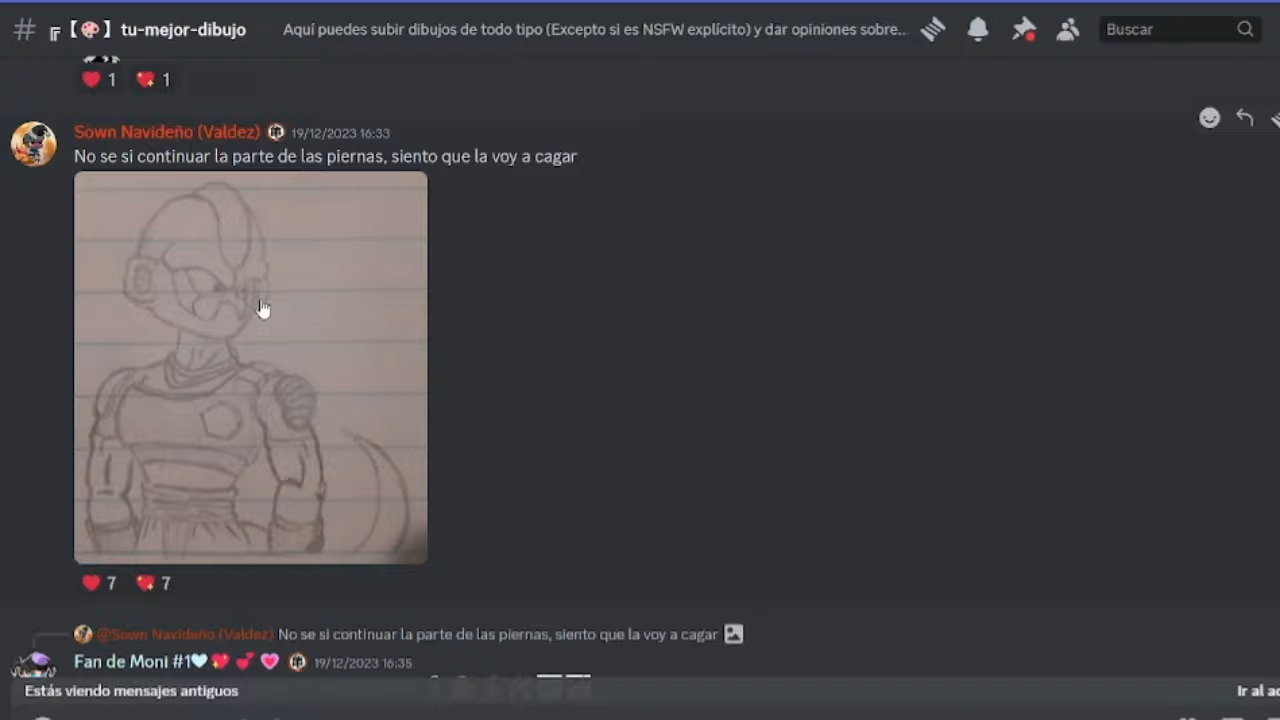 # ╔【🎨】tu-mejor-dibujo
Aquí puedes subir dibujos de todo tipo (Excepto si es NSFW explícito) y dar opiniones sobre...
Buscar
1 1
Sown Navideño (Valdez) 19/12/2023 16:33
No se si continuar la parte de las piernas, siento que la voy a cagar
7 7
@Sown Navideño (Valdez) No se si continuar la parte de las piernas, siento que la voy a cagar
Fan de Moni #1🤍💖💕💗 19/12/2023 16:35
Estás viendo mensajes antiguos
Ir al ac